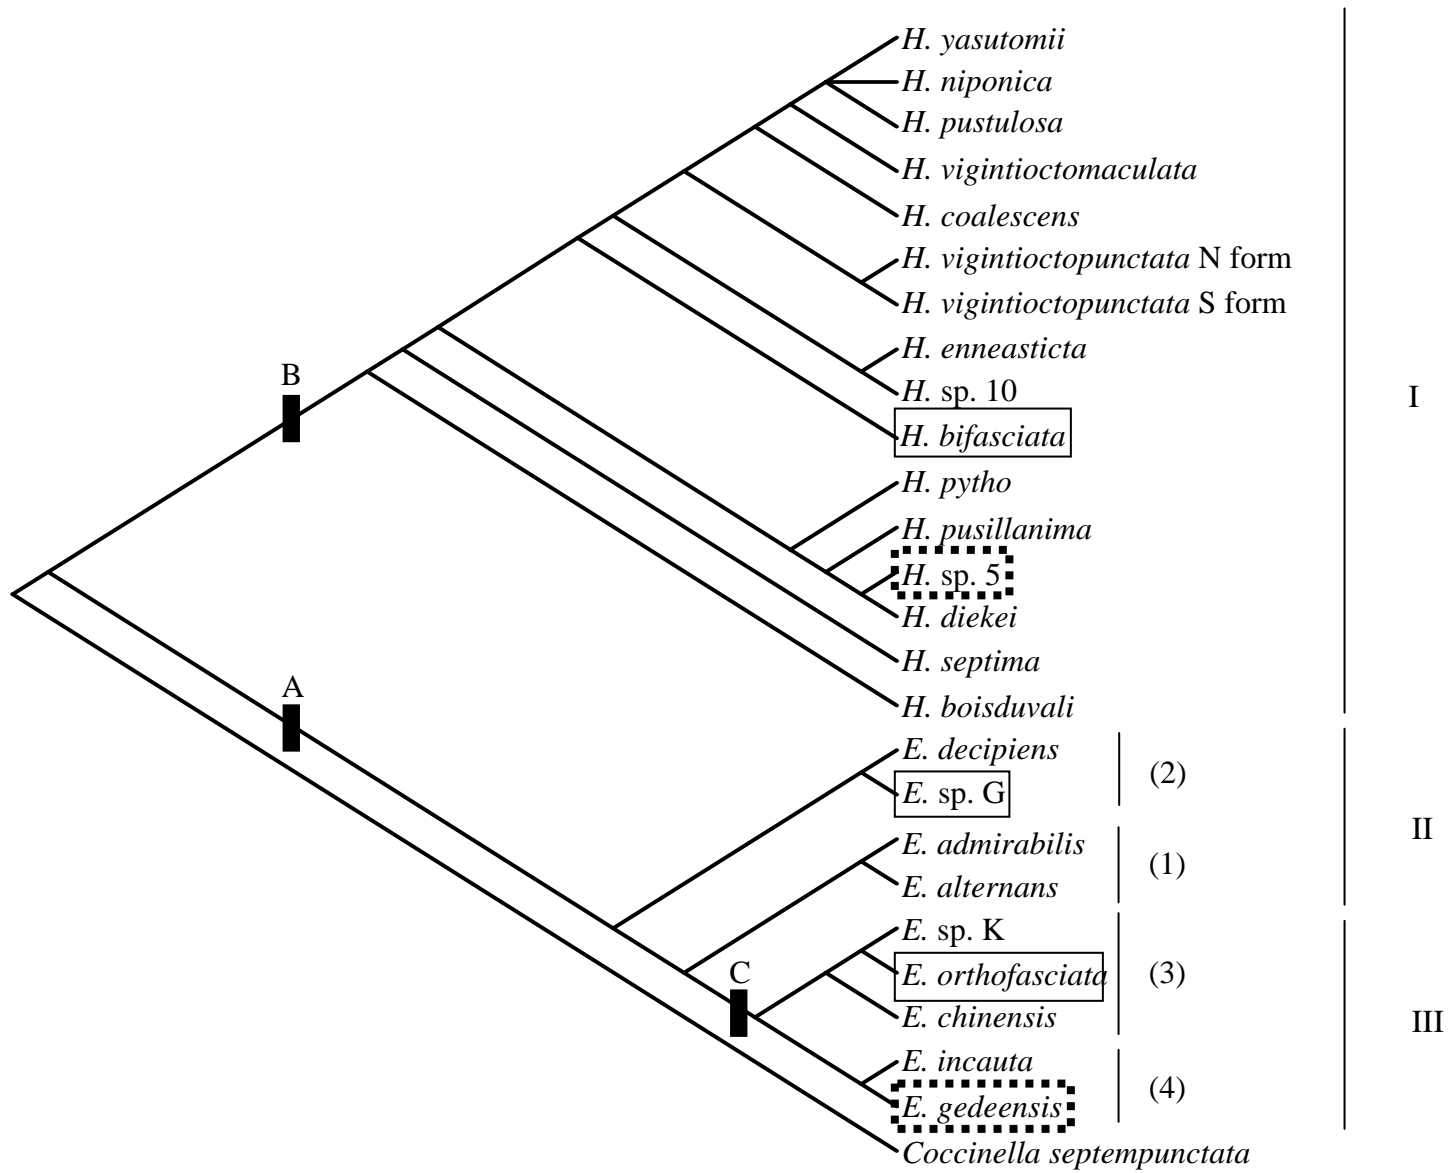 H. yasutomii
H. niponica
H. pustulosa
H. vigintioctomaculata
H. coalescens
H. vigintioctopunctata N form
H. vigintioctopunctata S form
H. enneasticta
B
H. sp. 10
I
H. bifasciata
H. pytho
H. pusillanima
H. sp. 5
H. diekei
H. septima
A
H. boisduvali
E. decipiens
(2)
E. sp. G
II
E. admirabilis
(1)
E. alternans
E. sp. K
C
E. orthofasciata
(3)
E. chinensis
III
E. incauta
(4)
E. gedeensis
Coccinella septempunctata